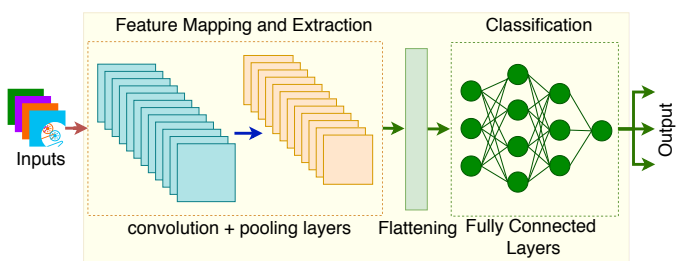 Feature Mapping and Extraction
Classification
Inputs
convolution + pooling layers
Flattening
Fully Connected
Layers
Output